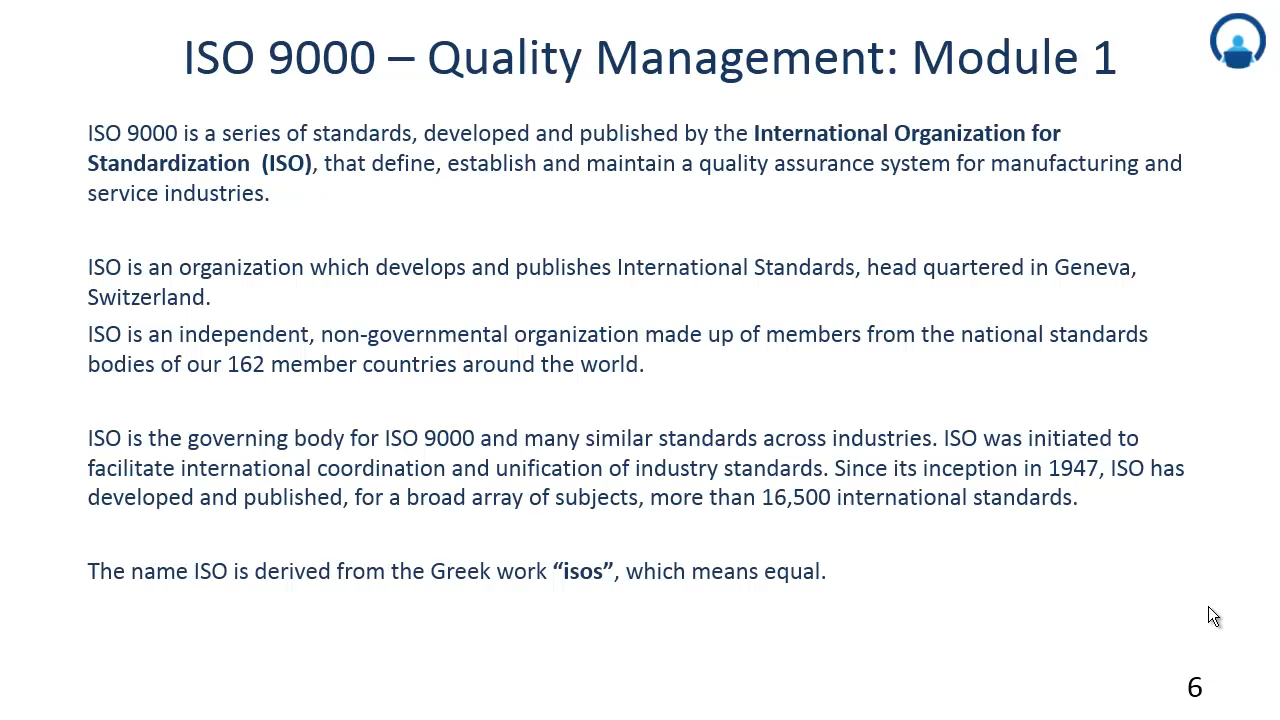 ISO 9000 – Quality Management: Module 1
ISO 9000 is a series of standards, developed and published by the International Organization for
Standardization (ISO), that define, establish and maintain a quality assurance system for manufacturing and
service industries.
ISO is an organization which develops and publishes International Standards, head quartered in Geneva,
Switzerland.
ISO is an independent, non-governmental organization made up of members from the national standards
bodies of our 162 member countries around the world.
ISO is the governing body for ISO 9000 and many similar standards across industries. ISO was initiated to
facilitate international coordination and unification of industry standards. Since its inception in 1947, ISO has
developed and published, for a broad array of subjects, more than 16,500 international standards.
The name ISO is derived from the Greek work “isos”, which means equal.
6